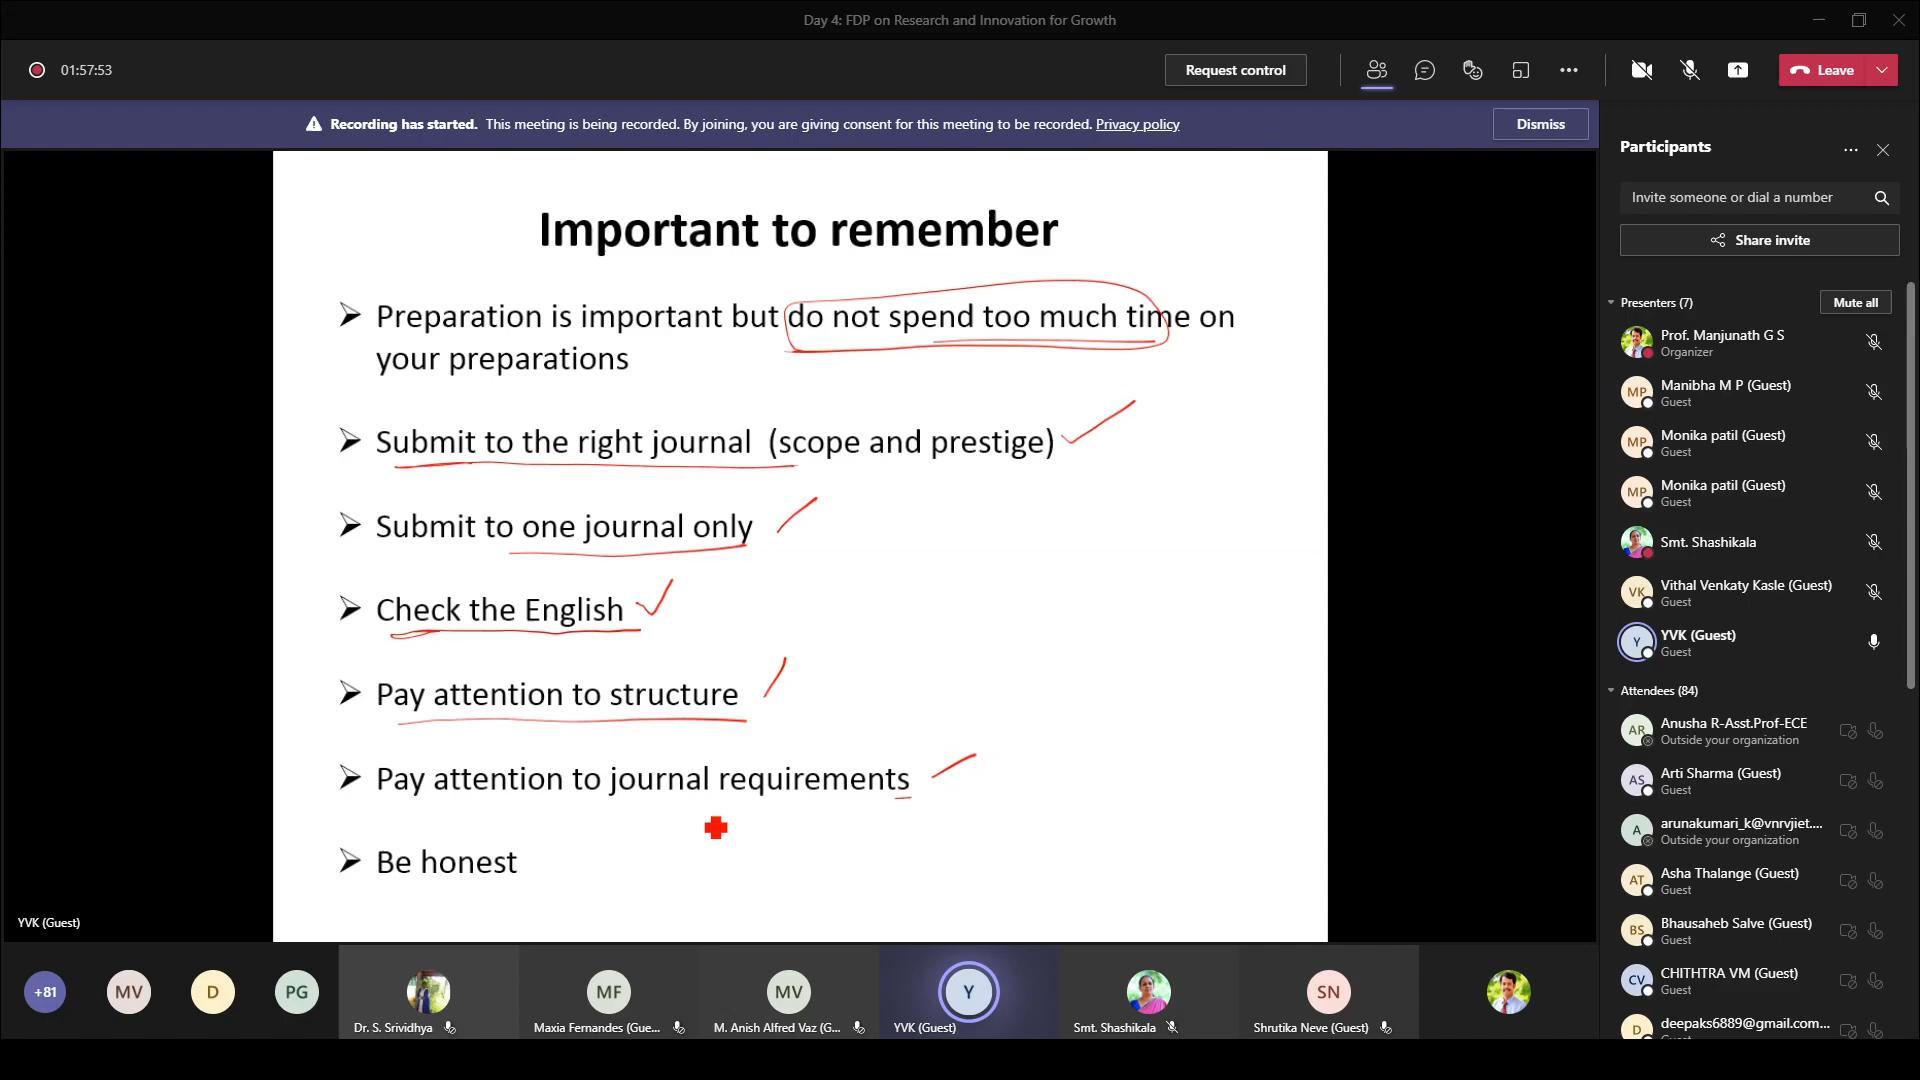 Day 4: FDP on Research and Innovation for Growth
01:57:53
Request control
Leave
Recording has started. This meeting is being recorded. By joining, you are giving consent for this meeting to be recorded. Privacy policy
Dismiss
Important to remember
➢ Preparation is important but do not spend too much time on
your preparations
➢ Submit to the right journal (scope and prestige)
➢ Submit to one journal only
➢ Check the English
➢ Pay attention to structure
➢ Pay attention to journal requirements
➢ Be honest
YVK (Guest)
Participants
Invite someone or dial a number
Share invite
Presenters (7)
Mute all
Prof. Manjunath G S
Organizer
MP
Manibha M P (Guest)
Guest
MP
Monika patil (Guest)
Guest
MP
Monika patil (Guest)
Guest
Smt. Shashikala
VK
Vithal Venkaty Kasle (Guest)
Guest
Y
YVK (Guest)
Guest
Attendees (84)
AR
Anusha R-Asst.Prof-ECE
Outside your organization
AS
Arti Sharma (Guest)
Guest
A
arunakumari_k@vnrvjiet....
Outside your organization
AT
Asha Thalange (Guest)
Guest
BS
Bhausaheb Salve (Guest)
Guest
CV
CHITHTRA VM (Guest)
Guest
D
deepaks6889@gmail.com...
+81
MV
D
PG
Dr. S. Srividhya
MF
Maxia Fernandes (Gue...
MV
M. Anish Alfred Vaz (G...
Y
YVK (Guest)
Smt. Shashikala
SN
Shrutika Neve (Guest)